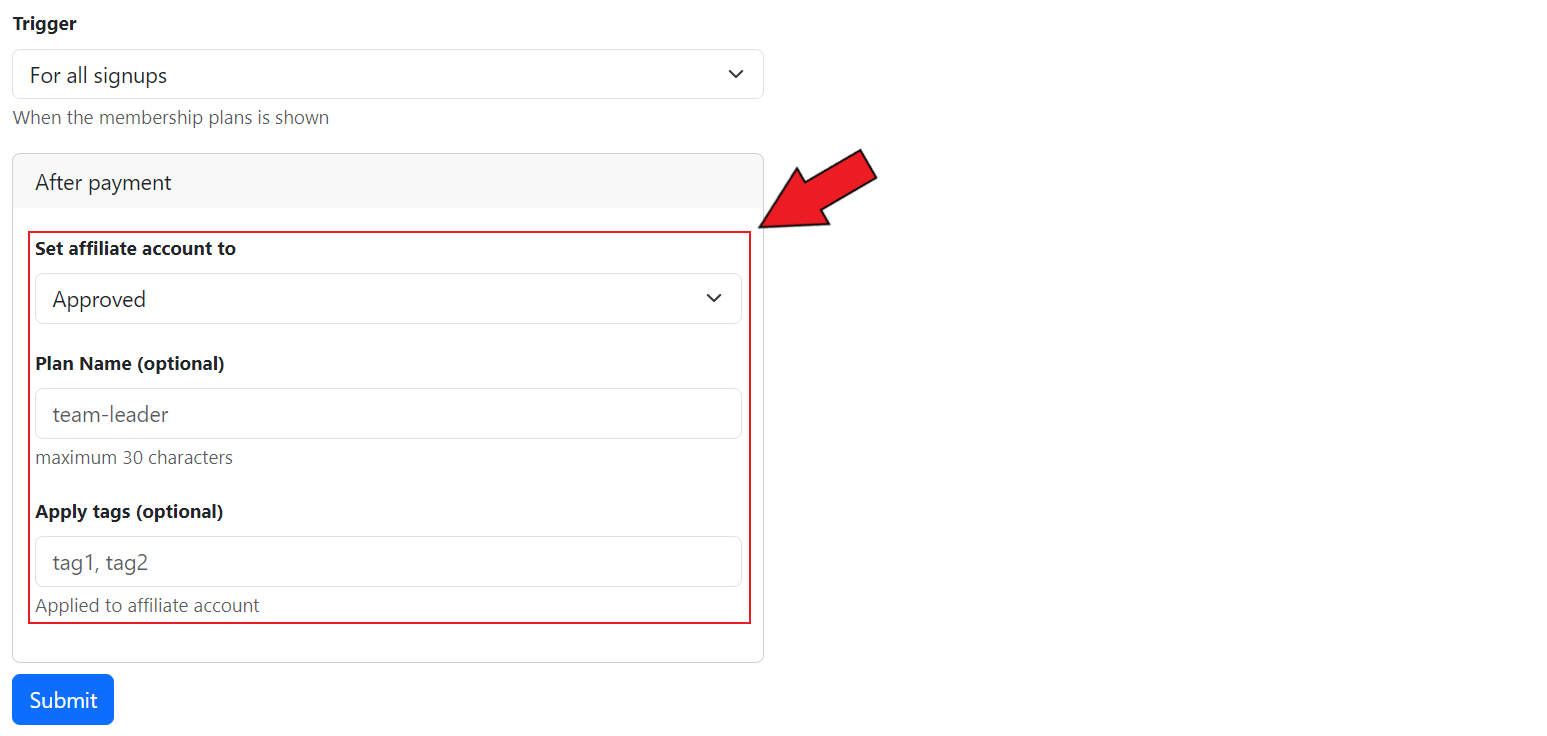 Trigger
For all signups
When the membership plans is shown
After payment
Set affiliate account to
Approved
Plan Name (optional)
team-leader
maximum 30 characters
Apply tags (optional)
tag1, tag2
Applied to affiliate account
Submit